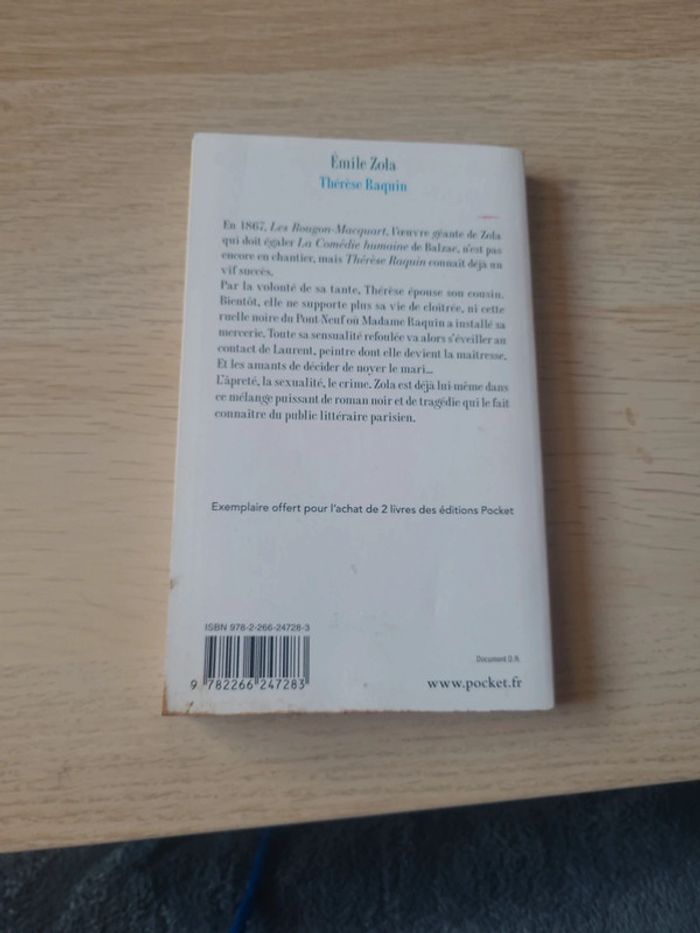 Émile Zola
Thérèse Raquin
En 1867, Les Rougon-Macquart, l'œuvre géante de Zola
qui doit égaler La Comédie humaine de Balzac, n'est pas
encore en chantier, mais Thérèse Raquin connaît déjà un
vif succès.
Par la volonté de sa tante, Thérèse épouse son cousin.
Bientôt, elle ne supporte plus sa vie de cloîtrée, ni cette
ruelle noire du Pont-Neuf où Madame Raquin a installé sa
mercerie. Toute sa sensualité refoulée va alors s'éveiller au
contact de Laurent, peintre dont elle devient la maîtresse.
Et les amants de décider de noyer le mari...
L'âpreté, la sexualité, le crime. Zola est déjà lui-même dans
ce mélange puissant de roman noir et de tragédie qui le fait
connaître du public littéraire parisien.
Exemplaire offert pour l'achat de 2 livres des éditions Pocket
ISBN 978-2-266-24728-3
9 782266 247283
Document D.R.
www.pocket.fr